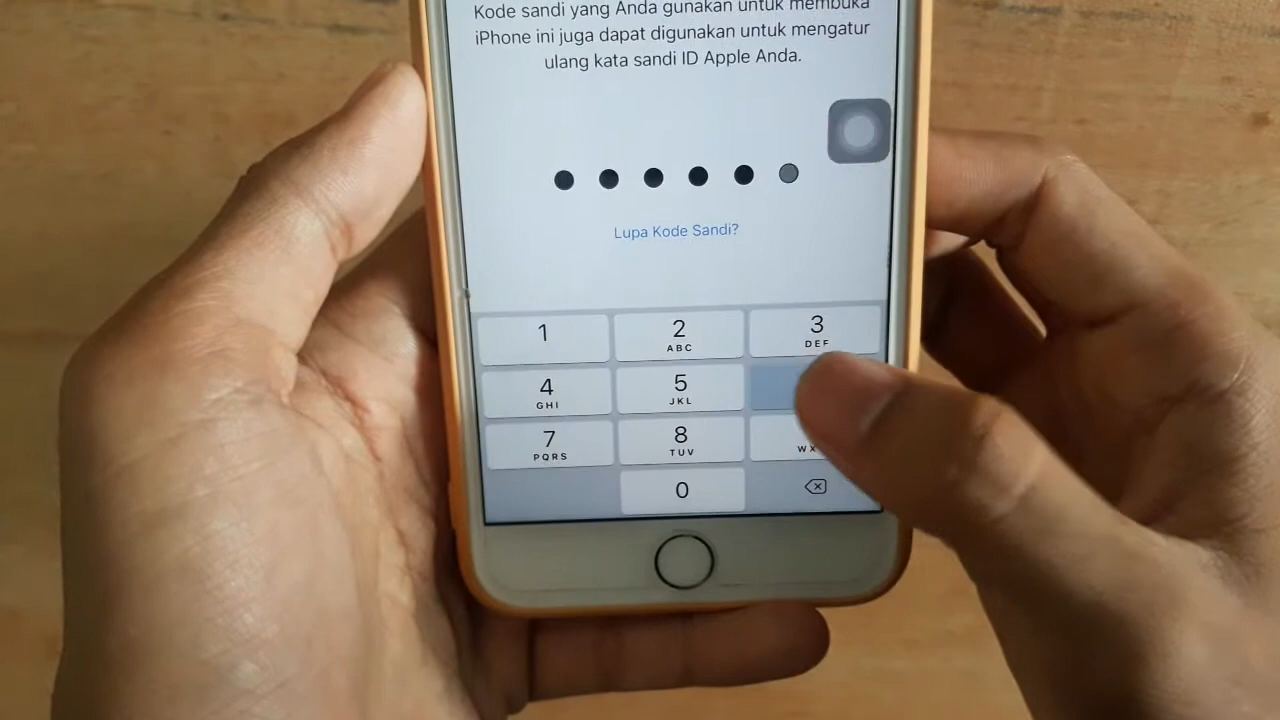 Kode sandi yang Anda gunakan untuk membuka
iPhone ini juga dapat digunakan untuk mengatur
ulang kata sandi ID Apple Anda.
Lupa Kode Sandi?
1
2
ABC
3
DEF
4
GHI
5
JKL
7
PQRS
8
TUV
0